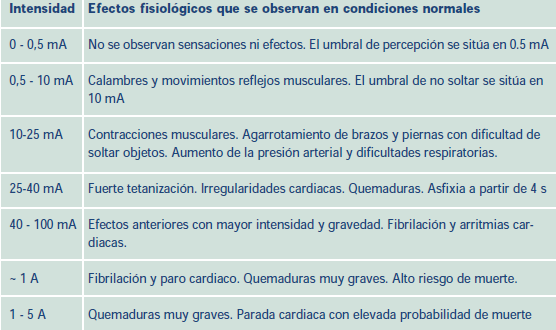 Intensidad Efectos fisiológicos que se observan en condiciones normales
0 - 0,5 mA No se observan sensaciones ni efectos. El umbral de percepción se sitúa en 0.5 mA
0,5 - 10 mA Calambres y movimientos reflejos musculares. El umbral de no soltar se sitúa en
10 mA
10-25 mA Contracciones musculares. Agarrotamiento de brazos y piernas con dificultad de
soltar objetos. Aumento de la presión arterial y dificultades respiratorias.
25-40 mA Fuerte tetanización. Irregularidades cardiacas. Quemaduras. Asfixia a partir de 4 s
40 - 100 mA Efectos anteriores con mayor intensidad y gravedad. Fibrilación y arritmias car-
diacas.
~ 1 A Fibrilación y paro cardiaco. Quemaduras muy graves. Alto riesgo de muerte.
1 - 5 A Quemaduras muy graves. Parada cardiaca con elevada probabilidad de muerte